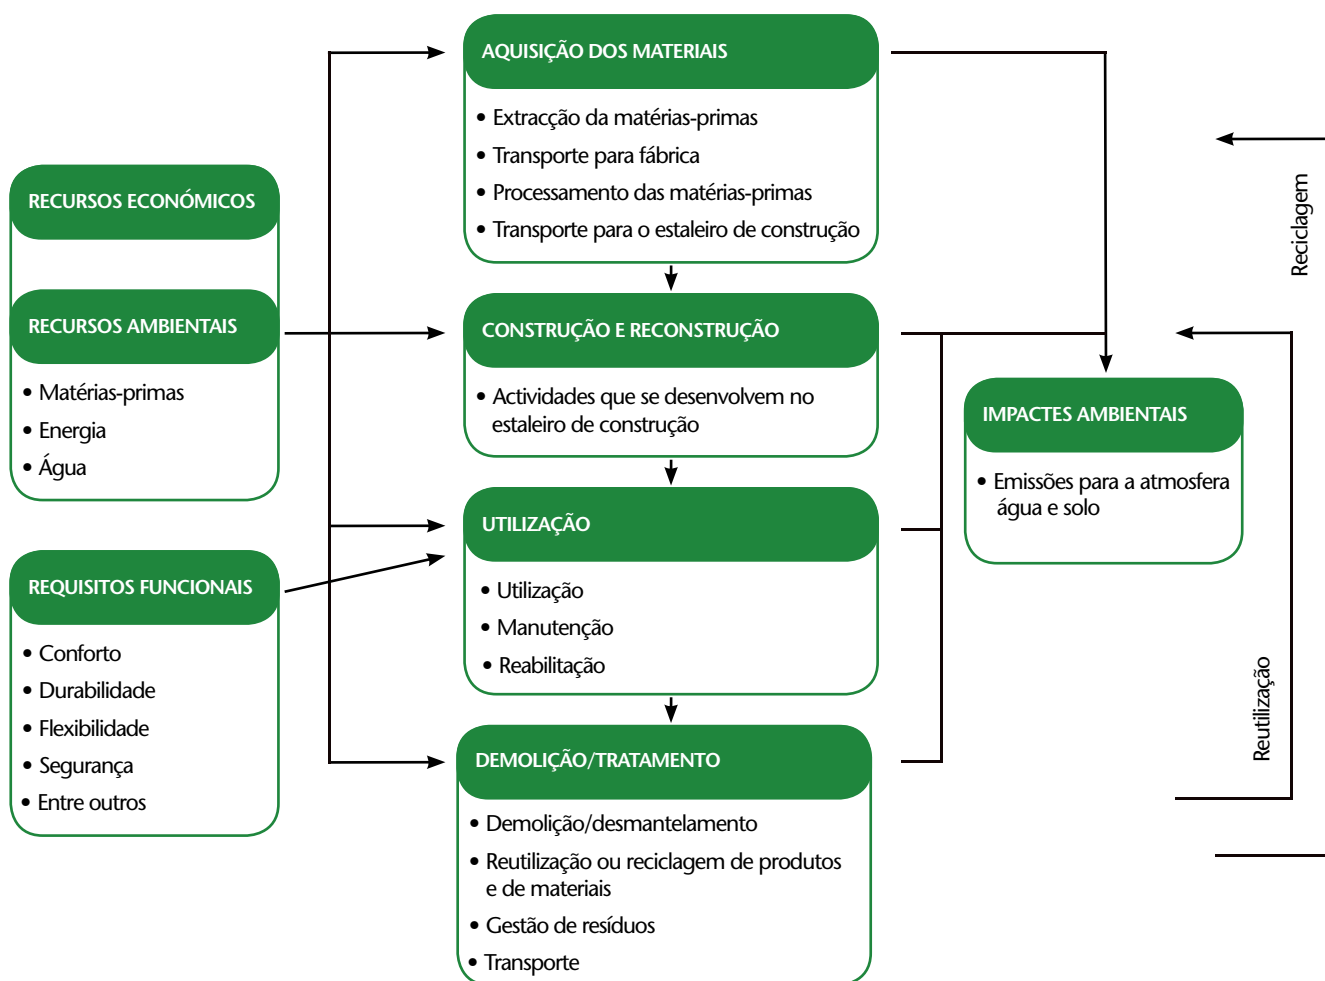 RECURSOS ECONÓMICOS
RECURSOS AMBIENTAIS
• Matérias-primas
• Energia
• Água
REQUISITOS FUNCIONAIS
• Conforto
• Durabilidade
• Flexibilidade
• Segurança
• Entre outros
AQUISIÇÃO DOS MATERIAIS
• Extracção da matérias-primas
• Transporte para fábrica
• Processamento das matérias-primas
• Transporte para o estaleiro de construção
CONSTRUÇÃO E RECONSTRUÇÃO
• Actividades que se desenvolvem no
estaleiro de construção
UTILIZAÇÃO
• Utilização
• Manutenção
• Reabilitação
DEMOLIÇÃO/TRATAMENTO
• Demolição/desmantelamento
• Reutilização ou reciclagem de produtos
e de materiais
• Gestão de resíduos
• Transporte
IMPACTES AMBIENTAIS
• Emissões para a atmosfera
água e solo
Reciclagem
Reutilização